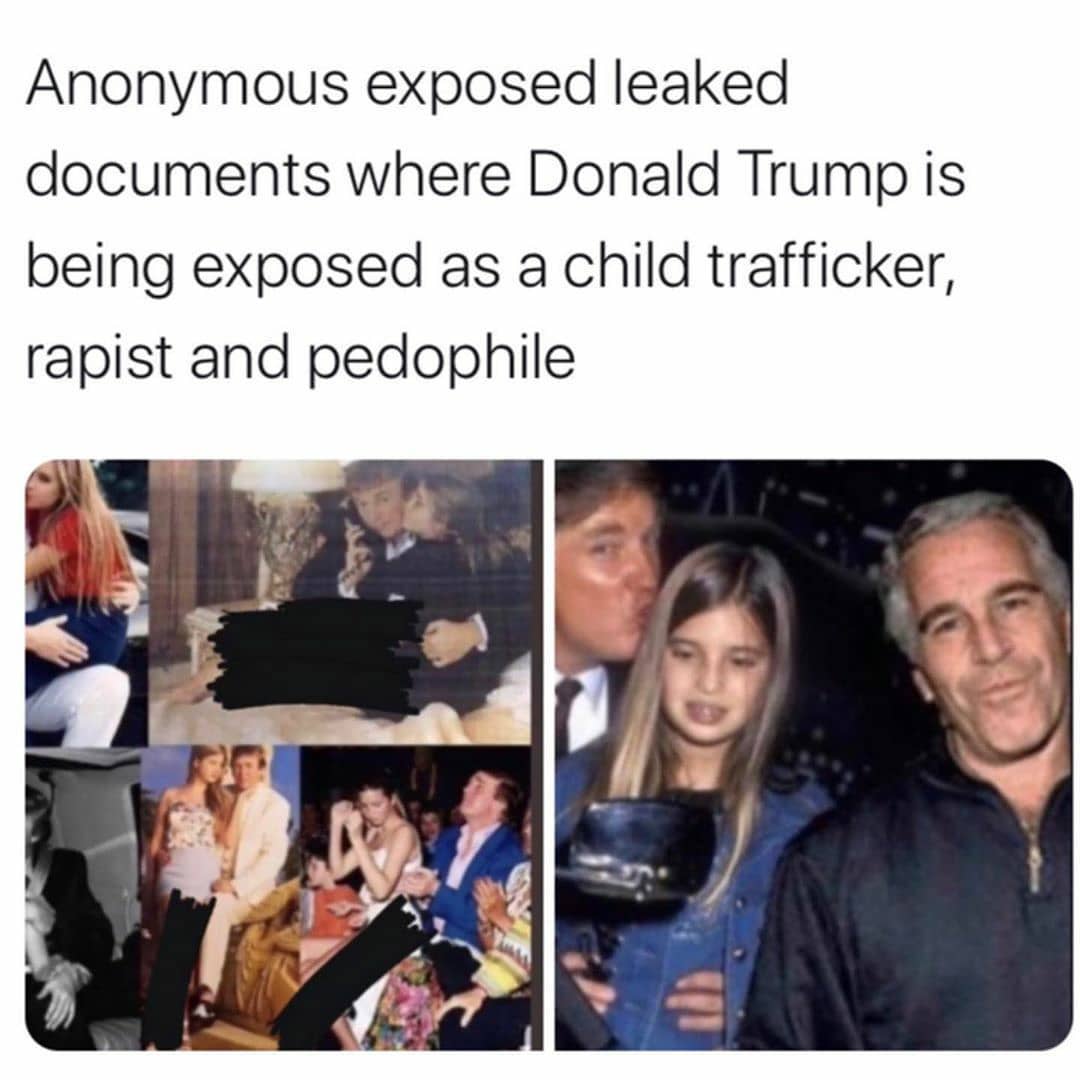 Anonymous exposed leaked
documents where Donald Trump is
being exposed as a child trafficker,
rapist and pedophile